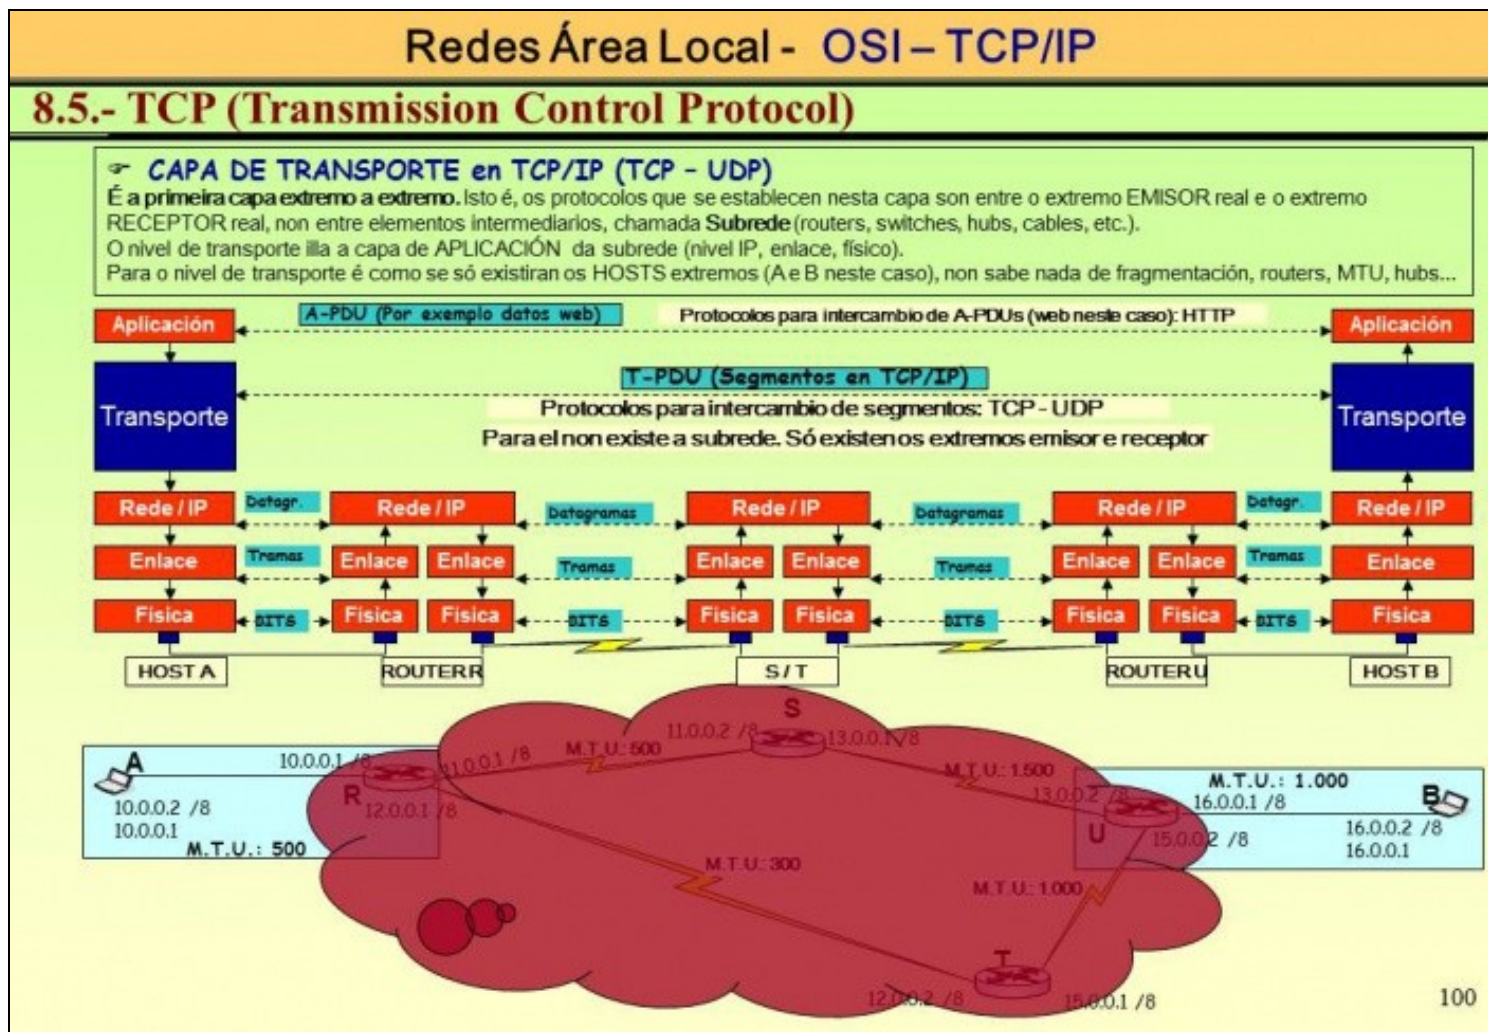 Redes Área Local - OSI – TCP/IP
8.5.- TCP (Transmission Control Protocol)
☞ CAPA DE TRANSPORTE en TCP/IP (TCP – UDP)
É a primeira capa extremo a extremo. Isto é, os protocolos que se establecen nesta capa son entre o extremo EMISOR real e o extremo
RECEPTOR real, non entre elementos intermediarios, chamada Subrede (routers, switches, hubs, cables, etc.).
O nivel de transporte illa a capa de APLICACIÓN da subrede (nivel IP, enlace, físico).
Para o nivel de transporte é como se só existiran os HOSTS extremos (A e B neste caso), non sabe nada de fragmentación, routers, MTU, hubs...
Aplicación A-PDU (Por exemplo datos web) Protocolos para intercambio de A-PDUs (web neste caso): HTTP Aplicación
T-PDU (Segmentos en TCP/IP)
Transporte Protocolos para intercambio de segmentos: TCP - UDP Transporte
Para el non existe a subrede. Só existen os extremos emisor e receptor
Rede / IP Datagr. Rede / IP Datagramas Rede / IP Datagramas Rede / IP Datagr. Rede / IP
Enlace Tramas Enlace Enlace Tramas Enlace Enlace Tramas Enlace Enlace Tramas Enlace
Física BITS Física Física BITS Física Física BITS Física Física BITS Física
HOST A ROUTER R S / T ROUTER U HOST B
S
11.0.0.2 /8 13.0.0.1 /8
A 10.0.0.1 /8 11.0.0.1 /8 M.T.U.: 500 M.T.U.: 1.500 M.T.U.: 1.000
R 13.0.0.2 /8 16.0.0.1 /8 B
10.0.0.2 /8 12.0.0.1 /8
10.0.0.1 U 15.0.0.2 /8 16.0.0.2 /8
M.T.U.: 500 16.0.0.1
M.T.U.: 300
M.T.U.: 1.000
T
12.0.0.2 /8 15.0.0.1 /8
100